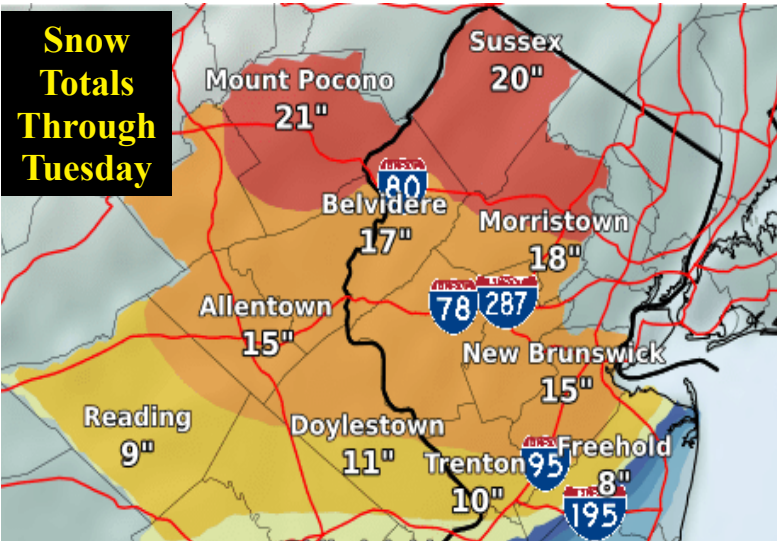 Snow
Totals
Through
Tuesday
Sussex
20"
Mount Pocono
21"
80
Belvidere
17"
Morristown
18"
78
287
Allentown
15"
New Brunswick
15"
Reading
9"
Doylestown
11"
Trenton
10"
95
Freehold
8"
195